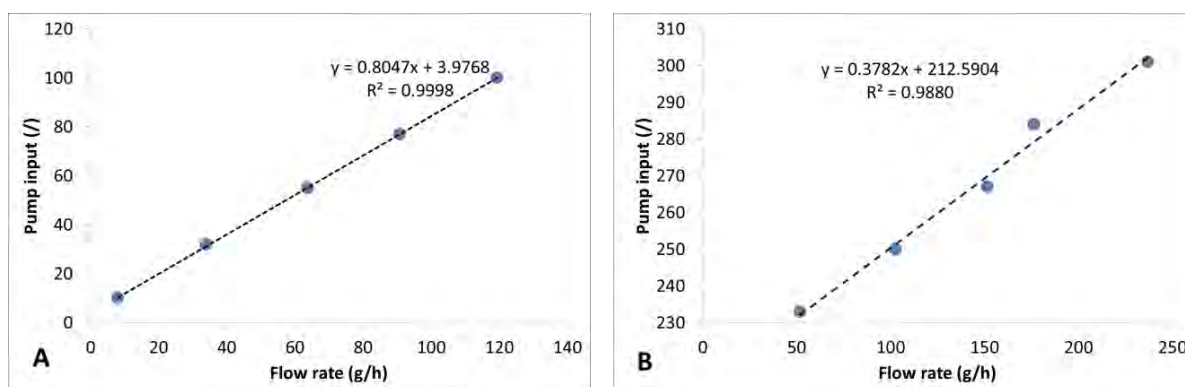 120
100
80
60
40
20
0
Pump input (/)
y = 0.8047x + 3.9768
R² = 0.9998
0 20 40 60 80 100 120 140
Flow rate (g/h)
A
310
300
290
280
270
260
250
240
230
Pump input (/)
y = 0.3782x + 212.5904
R² = 0.9880
0 50 100 150 200 250
Flow rate (g/h)
B